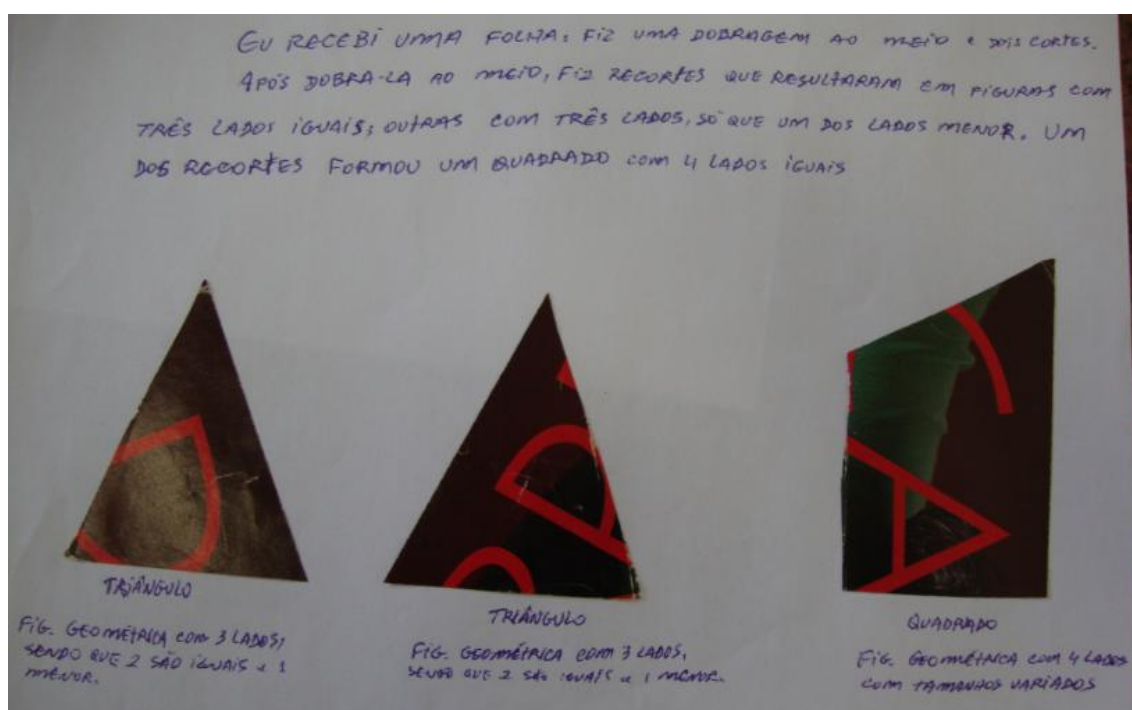 EU RECEBI UMMA FOLHA: FIZ UMA DOBRAGEM AO MEIO E DOIS CORTES.
APÓS DOBRA-LA AO MEIO, FIZ RECORTES QUE RESULTARAM EM FIGURAS COM
TRÊS LADOS IGUAIS; OUTRAS COM TRÊS LADOS, SÓ QUE UM DOS LADOS MENOR. UM
DOS RECORTES FORMOU UM QUADRADO COM 4 LADOS IGUAIS
TRIÂNGULO
FIG. GEOMÉTRICA COM 3 LADOS,
SENDO QUE 2 SÃO IGUAIS E 1
MENOR.
TRIÂNGULO
FIG. GEOMÉTRICA COM 3 LADOS,
SENDO QUE 2 SÃO IGUAIS E 1 MENOR.
QUADRADO
FIG. GEOMÉTRICA COM 4 LADOS
COM TAMANHOS VARIADOS